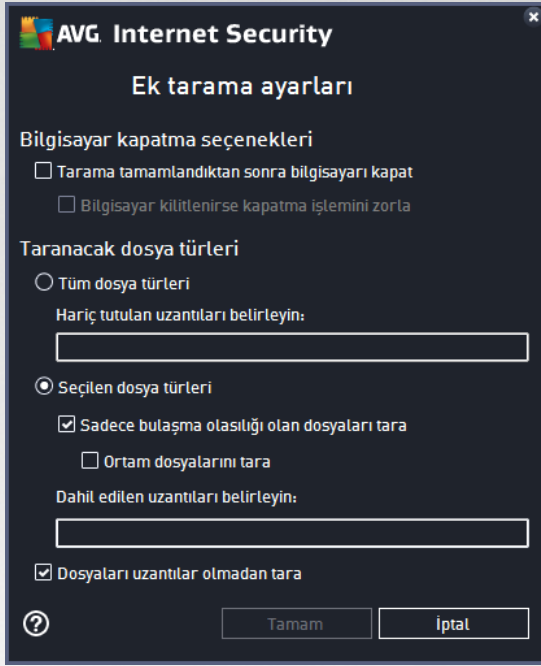 AVG. Internet Security
Ek tarama ayarları
Bilgisayar kapatma seçenekleri
Tarama tamamlandıktan sonra bilgisayarı kapat
Bilgisayar kilitlenirse kapatma işlemini zorla
Taranacak dosya türleri
Tüm dosya türleri
Hariç tutulan uzantıları belirleyin:
Seçilen dosya türleri
Sadece bulaşma olasılığı olan dosyaları tara
Ortam dosyalarını tara
Dahil edilen uzantıları belirleyin:
Dosyaları uzantılar olmadan tara
? Tamam İptal